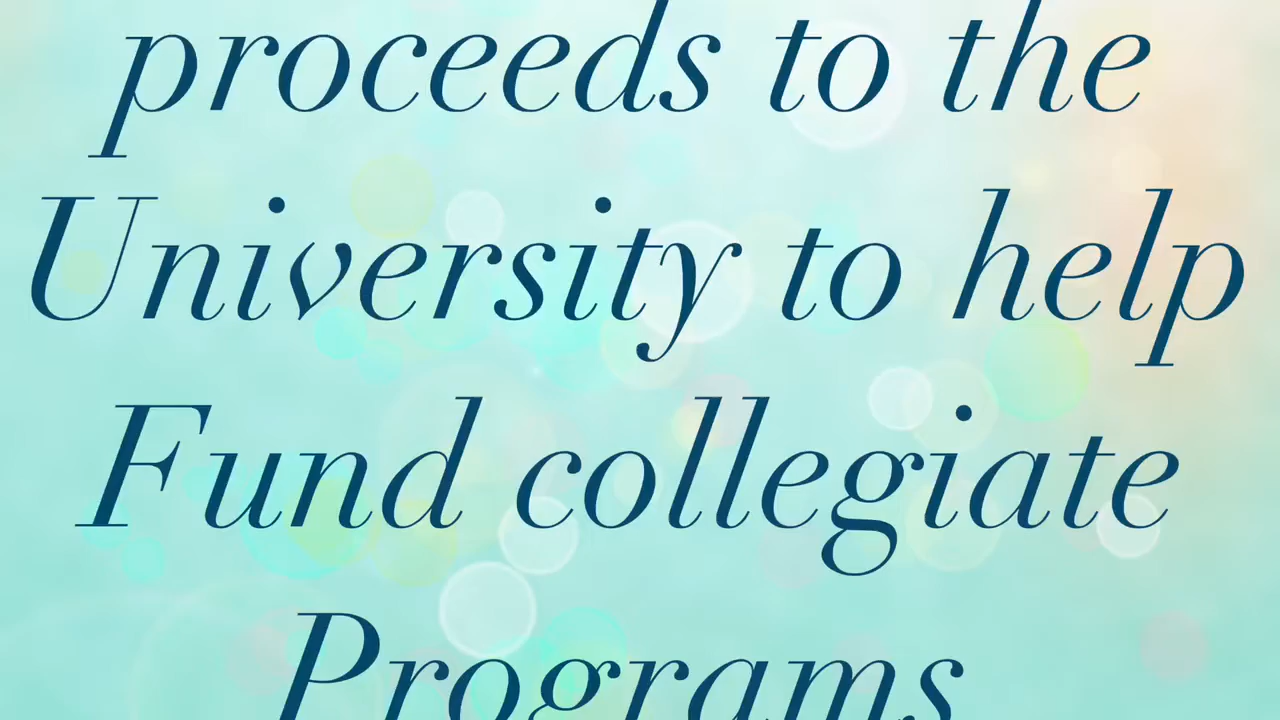 proceeds to the
University to help
Fund collegiate
Programs